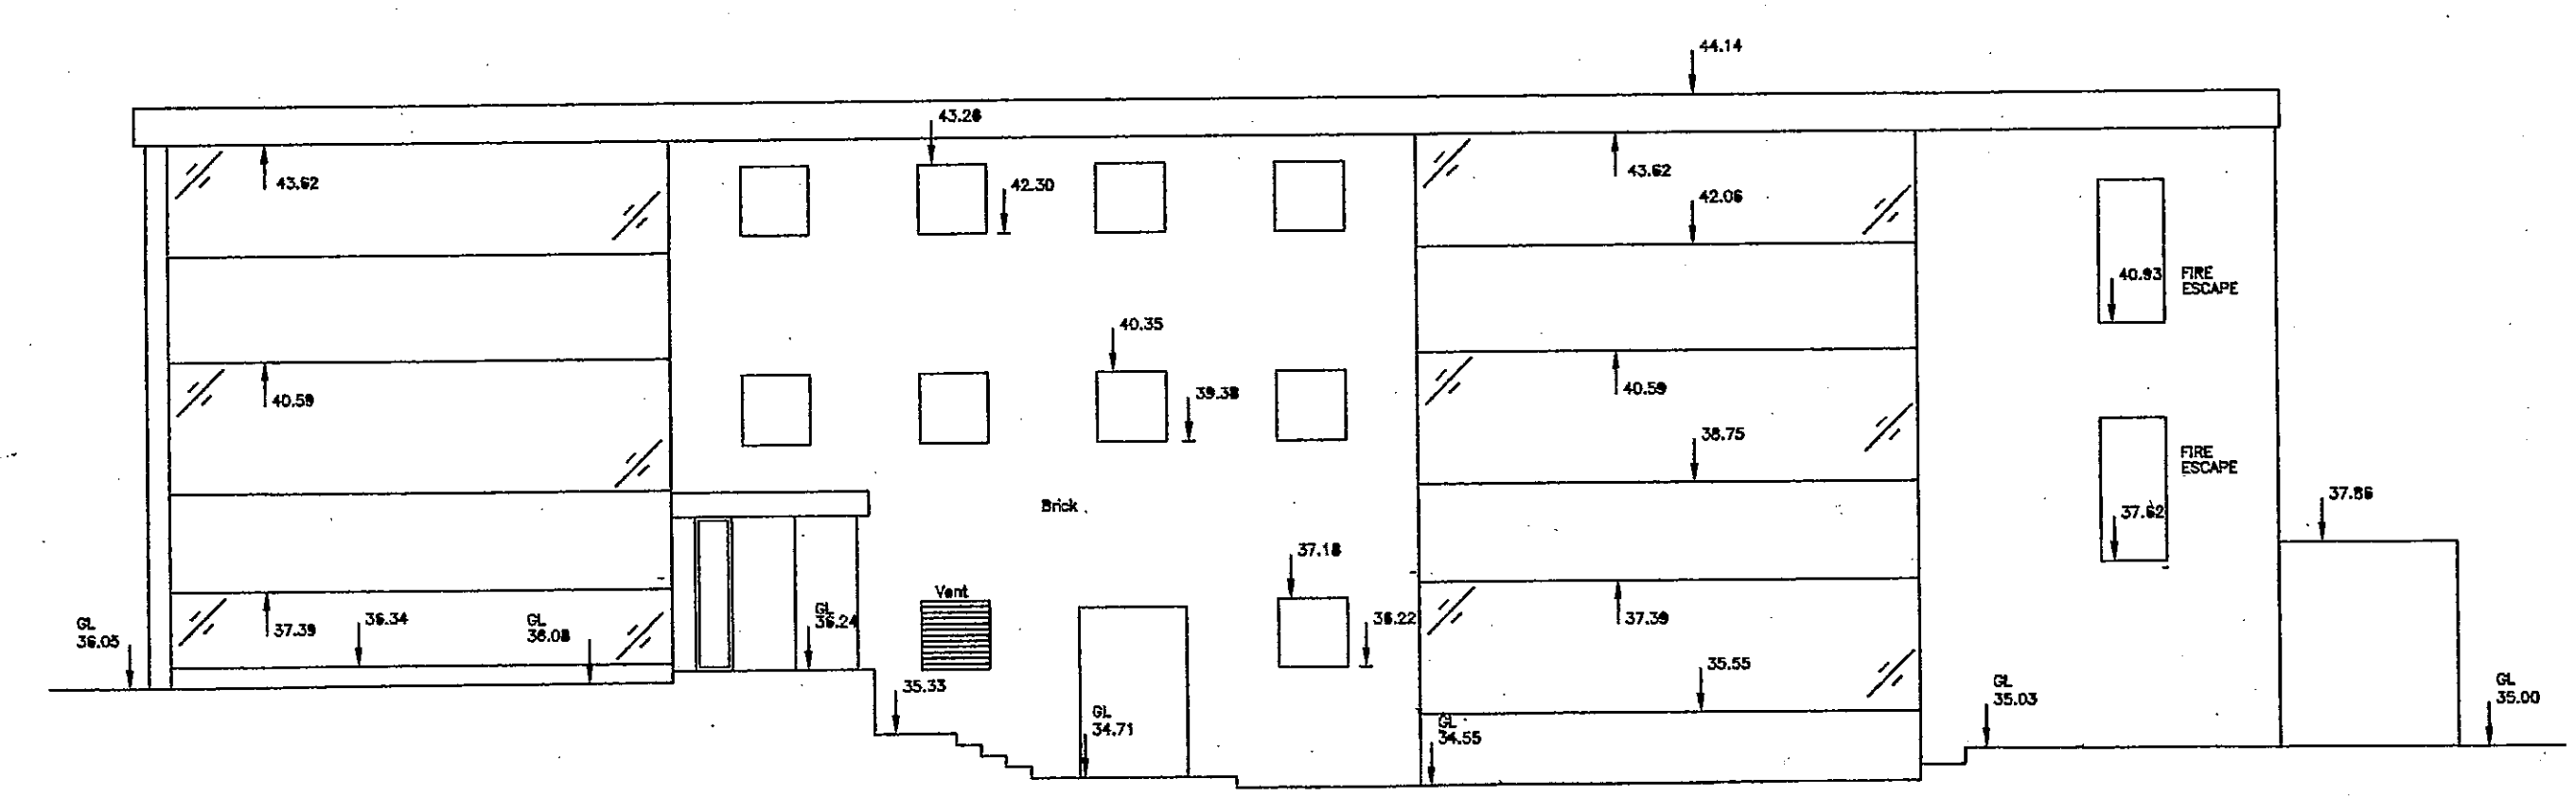 44.14
43.26
43.62
42.30
43.62
42.06
40.93
FIRE
ESCAPE
40.35
40.59
39.38
40.59
38.75
FIRE
ESCAPE
Brick
37.62
37.86
37.18
Vent
GL
36.05
37.39
36.34
GL
36.08
GL
36.24
36.22
37.39
35.33
35.55
GL
34.71
GL
34.55
GL
35.03
GL
35.00